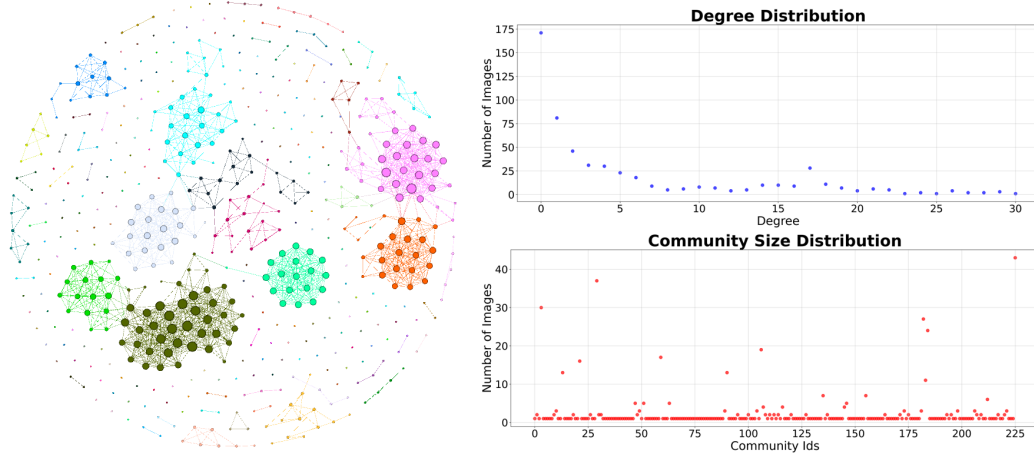 Degree Distribution
Number of Images
175
150
125
100
75
50
25
0
0 5 10 15 20 25 30
Degree
Community Size Distribution
Number of Images
40
30
20
10
0
0 25 50 75 100 125 150 175 200 225
Community Ids